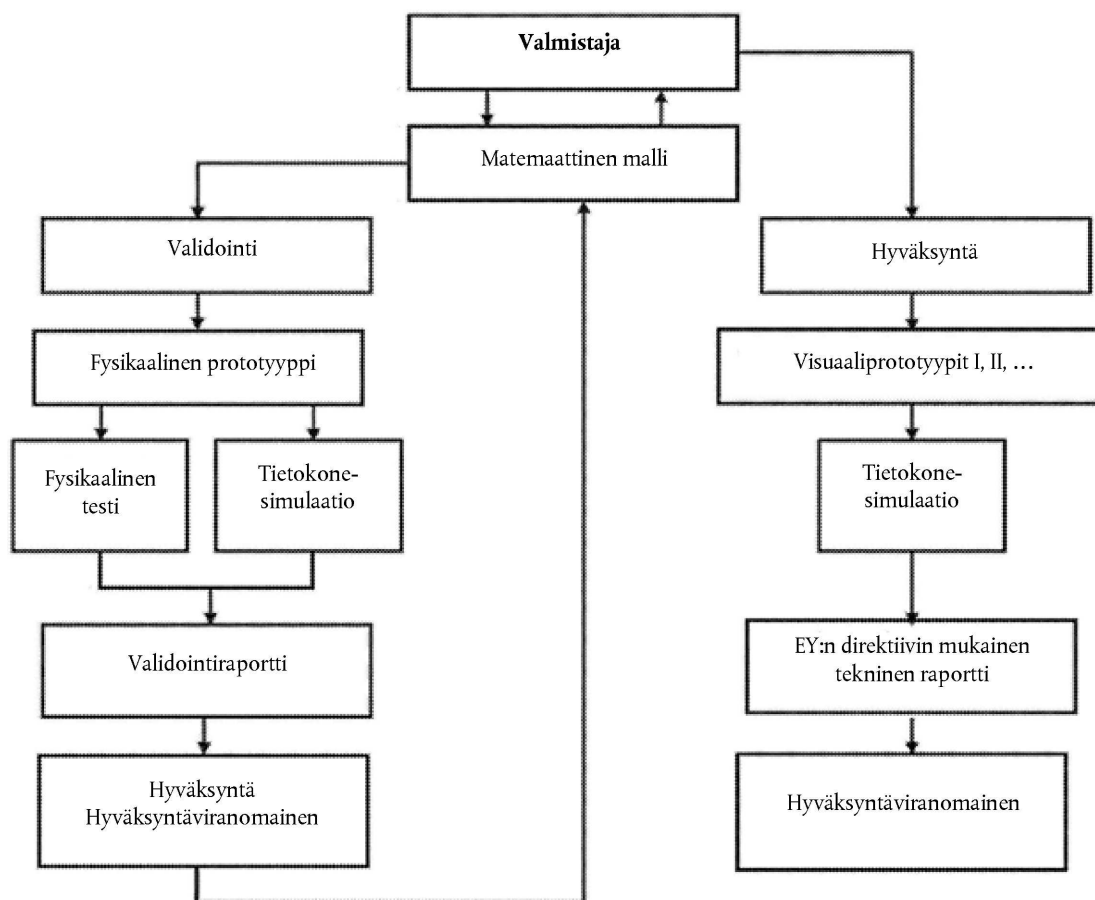 Valmistaja
Matemaattinen malli
Validointi
Hyväksyntä
Fysikaalinen prototyyppi
Visuaaliprototyypit I, II, …
Fysikaalinen
testi
Tietokone-
simulaatio
Tietokone-
simulaatio
Validointiraportti
EY:n direktiivin mukainen
tekninen raportti
Hyväksyntä
Hyväksyntäviranomainen
Hyväksyntäviranomainen